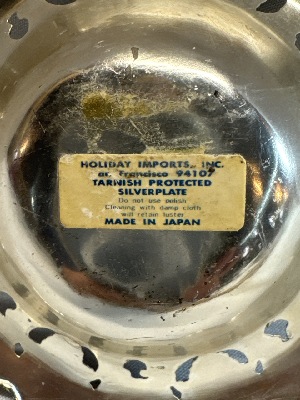 HOLIDAY IMPORTS,, INC.
an Francisco 94107
TARNISH PROTECTED
SILVERPLATE
Do not use polish
Cleaning with damp cloth
will retain luster
MADE IN JAPAN